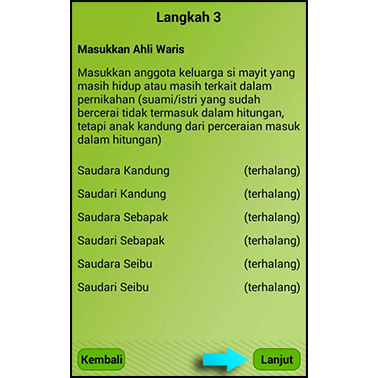 Langkah 3
Masukkan Ahli Waris
Masukkan anggota keluarga si mayit yang
masih hidup atau masih terkait dalam
pernikahan (suami/istri yang sudah
bercerai tidak termasuk dalam hitungan,
tetapi anak kandung dari perceraian masuk
dalam hitungan)
Saudara Kandung (terhalang)
Saudari Kandung (terhalang)
Saudara Sebapak (terhalang)
Saudari Sebapak (terhalang)
Saudara Seibu (terhalang)
Saudari Seibu (terhalang)
Kembali Lanjut